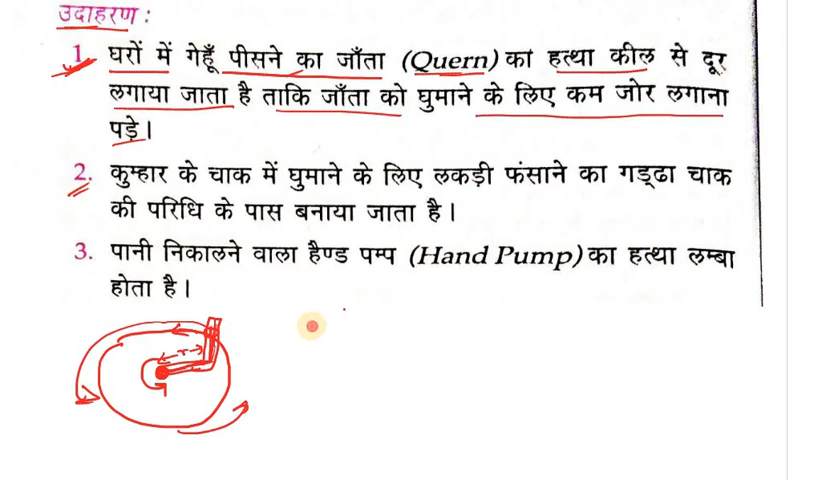 उदाहरण :
1. घरों में गेहूँ पीसने का जाँता (Quern) का हत्था कील से दूर
लगाया जाता है ताकि जाँता को घुमाने के लिए कम जोर लगाना
पड़े।
2. कुम्हार के चाक में घुमाने के लिए लकड़ी फंसाने का गड्ढा चाक
की परिधि के पास बनाया जाता है।
3. पानी निकालने वाला हैण्ड पम्प (Hand Pump) का हत्था लम्बा
होता है।
r